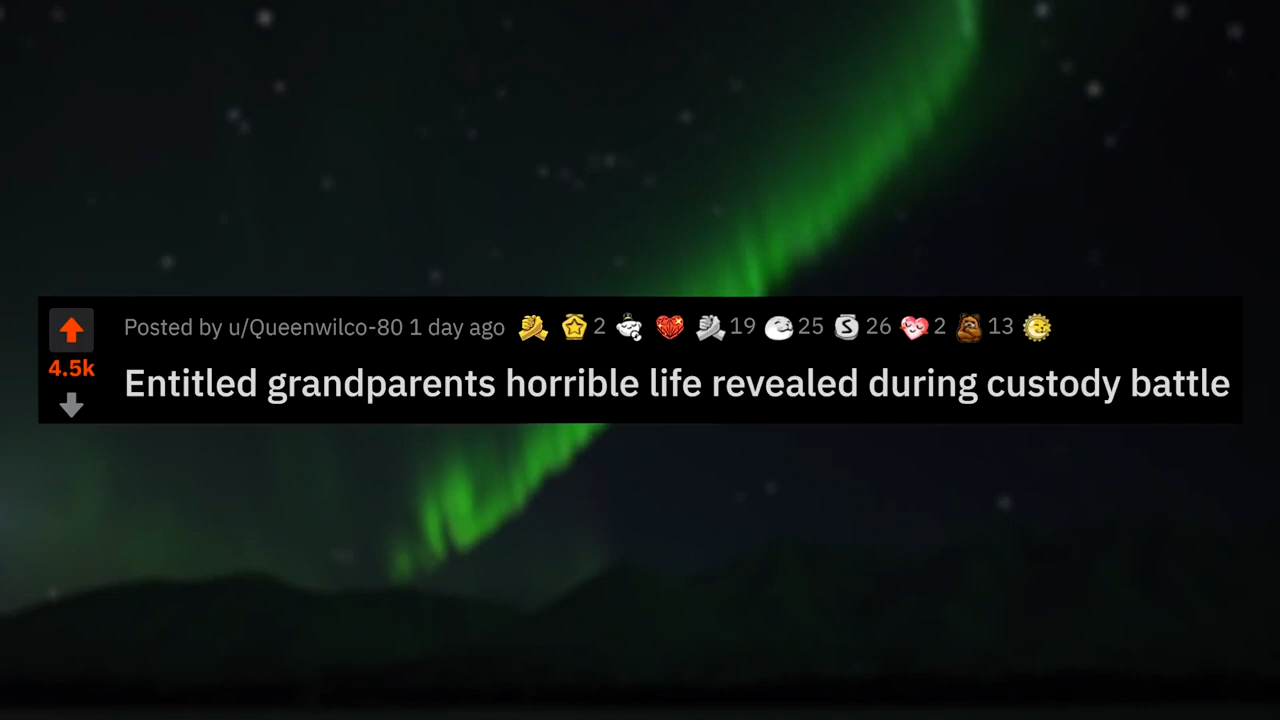 Posted by u/Queenwilco-80 1 day ago 2 19 25 S 26 2 13
4.5k
Entitled grandparents horrible life revealed during custody battle